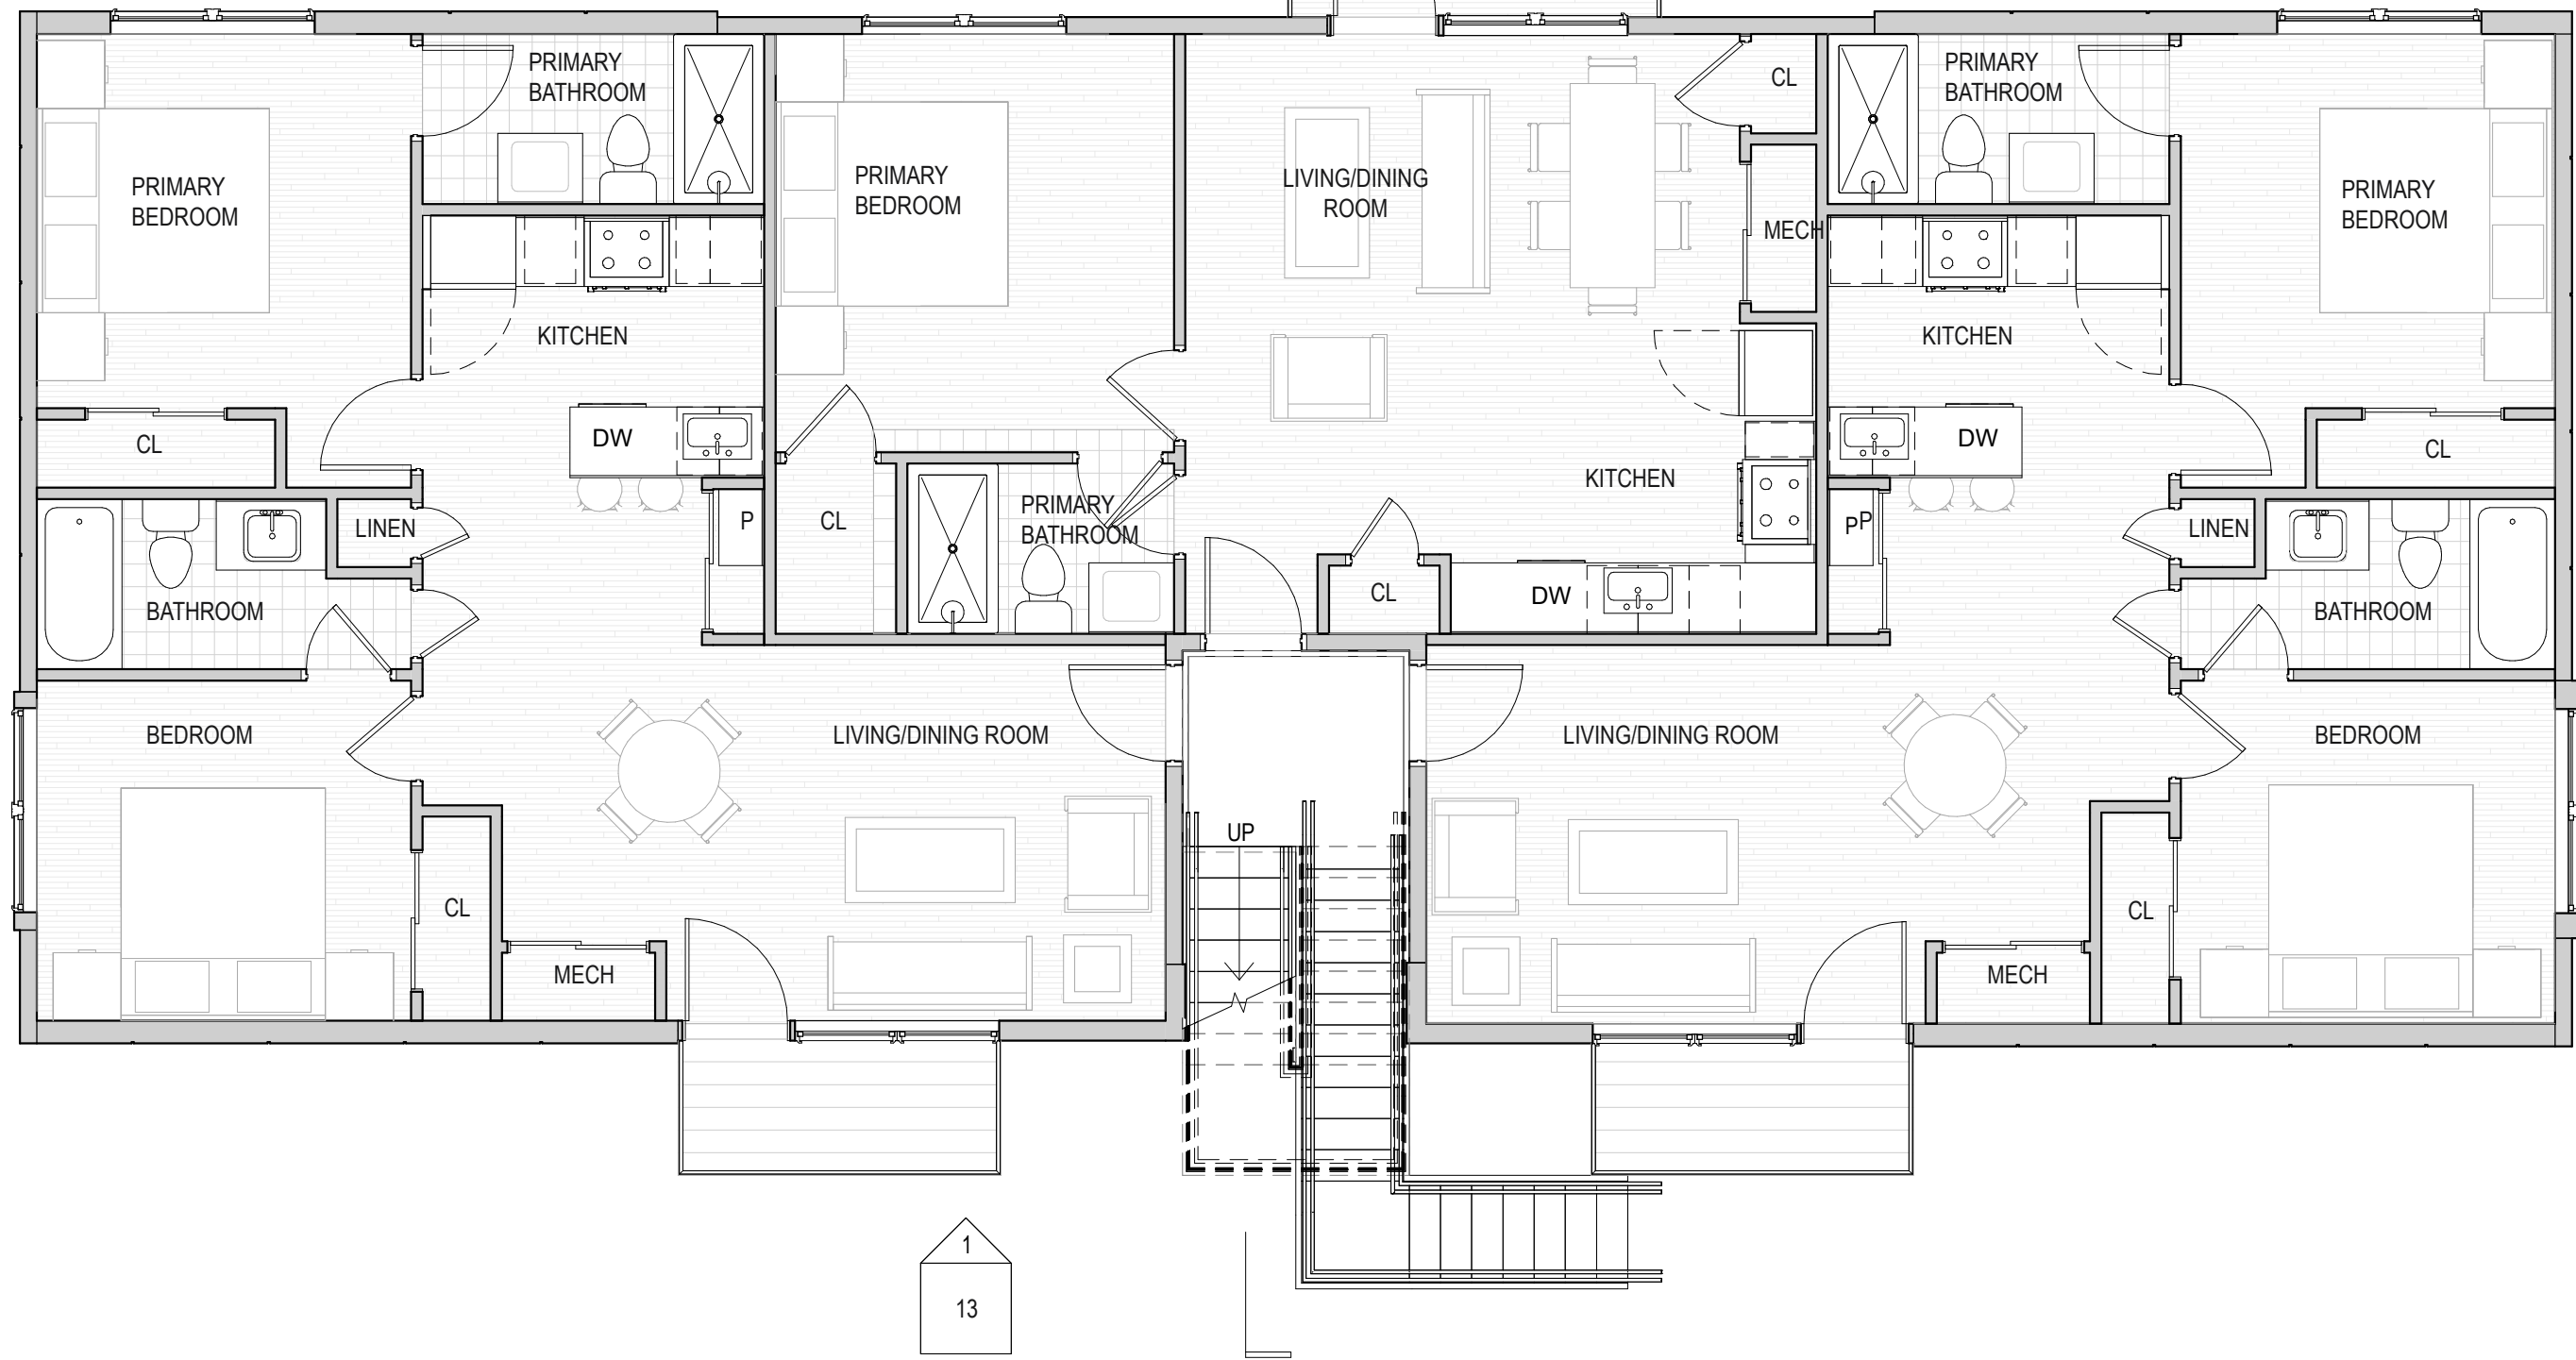 PRIMARY
BATHROOM
CL
PRIMARY
BATHROOM
PRIMARY
BEDROOM
PRIMARY
BEDROOM
LIVING/DINING
ROOM
PRIMARY
BEDROOM
MECH
KITCHEN
KITCHEN
CL
DW
KITCHEN
DW
CL
LINEN
P
CL
PRIMARY
BATHROOM
P
P
LINEN
BATHROOM
CL
DW
BATHROOM
BEDROOM
LIVING/DINING ROOM
LIVING/DINING ROOM
BEDROOM
UP
CL
CL
MECH
MECH
1
13